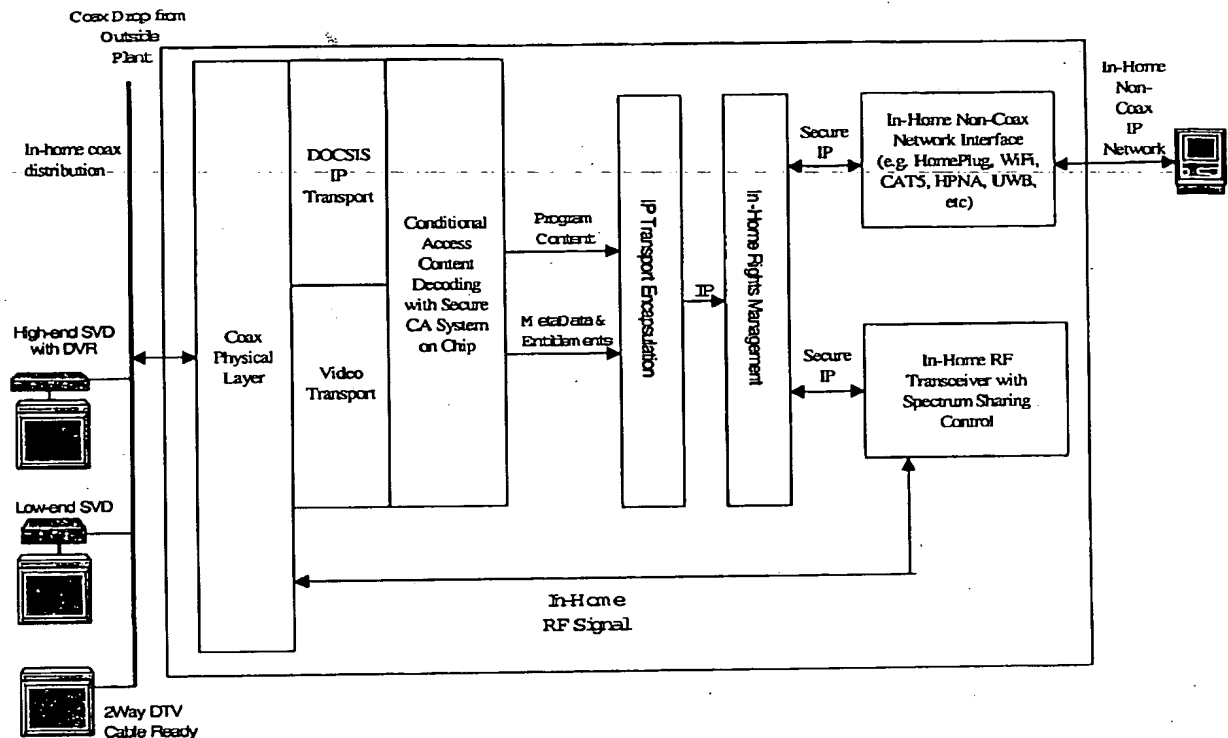 Coax Drop from
Outside
Plant
In-home coax
distribution
High-end SVD
with DVR
Low-end SVD
2Way DTV
Cable Ready
Coax
Physical
Layer
DOCSIS
IP
Transport
Video
Transport
Conditional
Access
Content
Decoding
with Secure
CA System
on Chip
Program
Content
MetaData &
Entitlements
IP Transport Encapsulation
IP
In-Home Rights Management
Secure
IP
Secure
IP
In-Home Non-Coax
Network Interface
(e.g. HomePlug, WiFi,
CAT5, HPNA, UWB,
etc)
In-Home RF
Transceiver with
Spectrum Sharing
Control
In-Home
Non-
Coax
IP
Network
In-Home
RF Signal